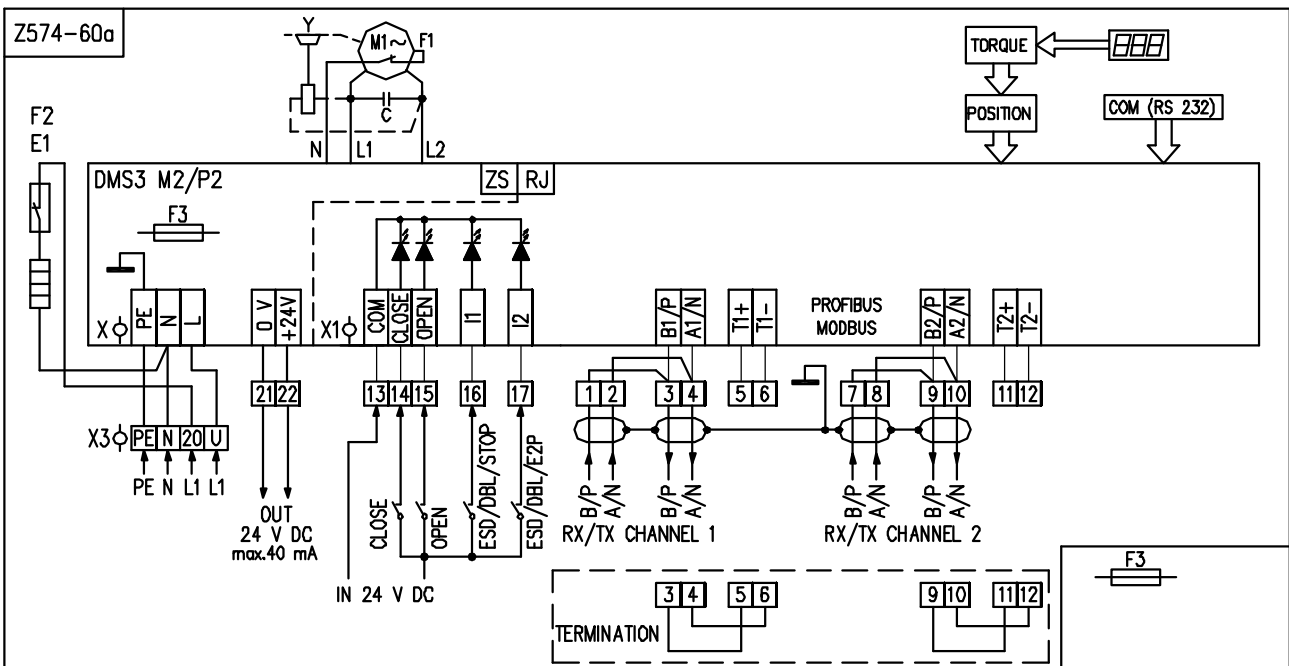 Z574-60a
Y
M1~
F1
C
N
L1
L2
TORQUE
POSITION
COM (RS 232)
F2
E1
DMS3 M2/P2
ZS
RJ
F3
X
PE
N
L
0 V
+24V
X1
COM
CLOSE
OPEN
I1
I2
B1/P
A1/N
T1+
T1-
PROFIBUS
MODBUS
B2/P
A2/N
T2+
T2-
21
22
13
14
15
16
17
1
2
3
4
5
6
7
8
9
10
11
12
X3
PE
N
20
U
PE
N
L1
L1
OUT
24 V DC
max.40 mA
CLOSE
OPEN
ESD/DBL/STOP
ESD/DBL/E2P
IN 24 V DC
B/P
A/N
B/P
A/N
RX/TX CHANNEL 1
B/P
A/N
B/P
A/N
RX/TX CHANNEL 2
TERMINATION
3
4
5
6
9
10
11
12
F3